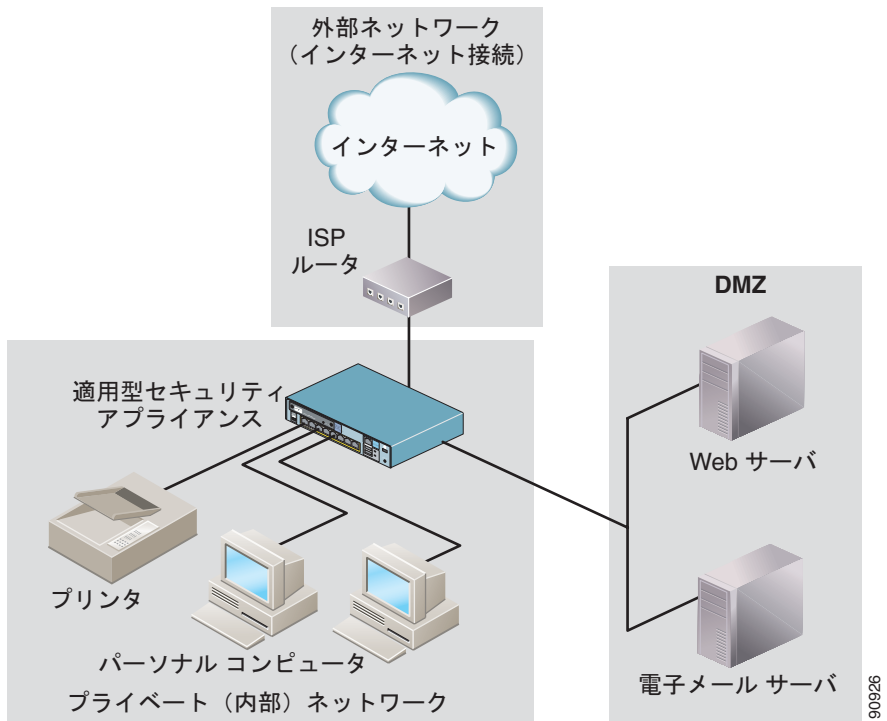 外部ネットワーク
（インターネット接続）
インターネット
ISP
ルータ
DMZ
適用型セキュリティ
アプライアンス
Web サーバ
プリンタ
パーソナル コンピュータ
プライベート（内部）ネットワーク
電子メール サーバ
90926